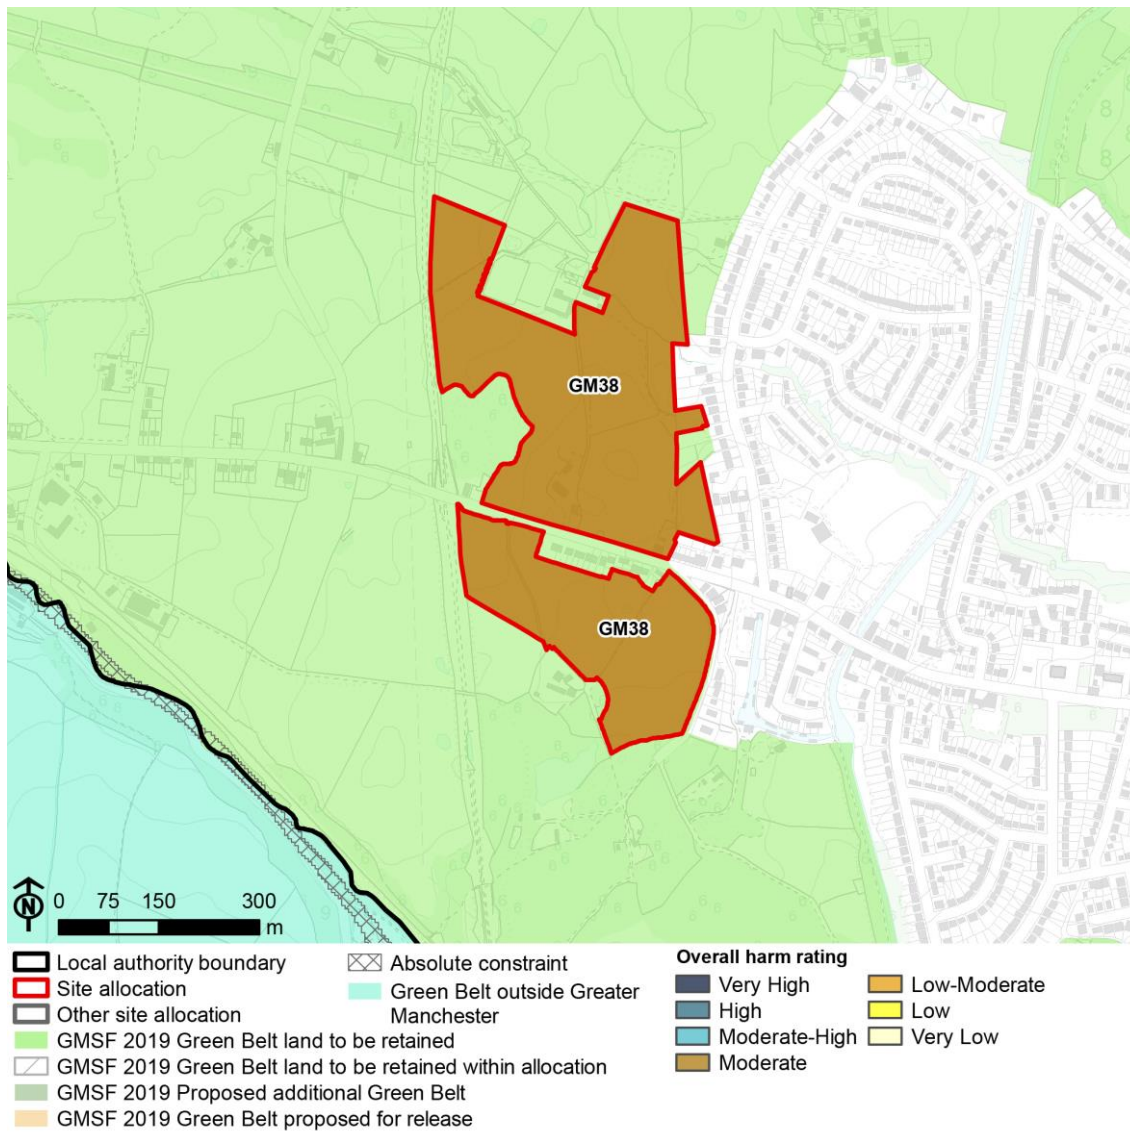 GM38
GM38
N
0 75 150 300
m
Local authority boundary
Site allocation
Other site allocation
GMSF 2019 Green Belt land to be retained
GMSF 2019 Green Belt land to be retained within allocation
GMSF 2019 Proposed additional Green Belt
GMSF 2019 Green Belt proposed for release
Absolute constraint
Green Belt outside Greater
Manchester
Overall harm rating
Very High
High
Moderate-High
Moderate
Low-Moderate
Low
Very Low